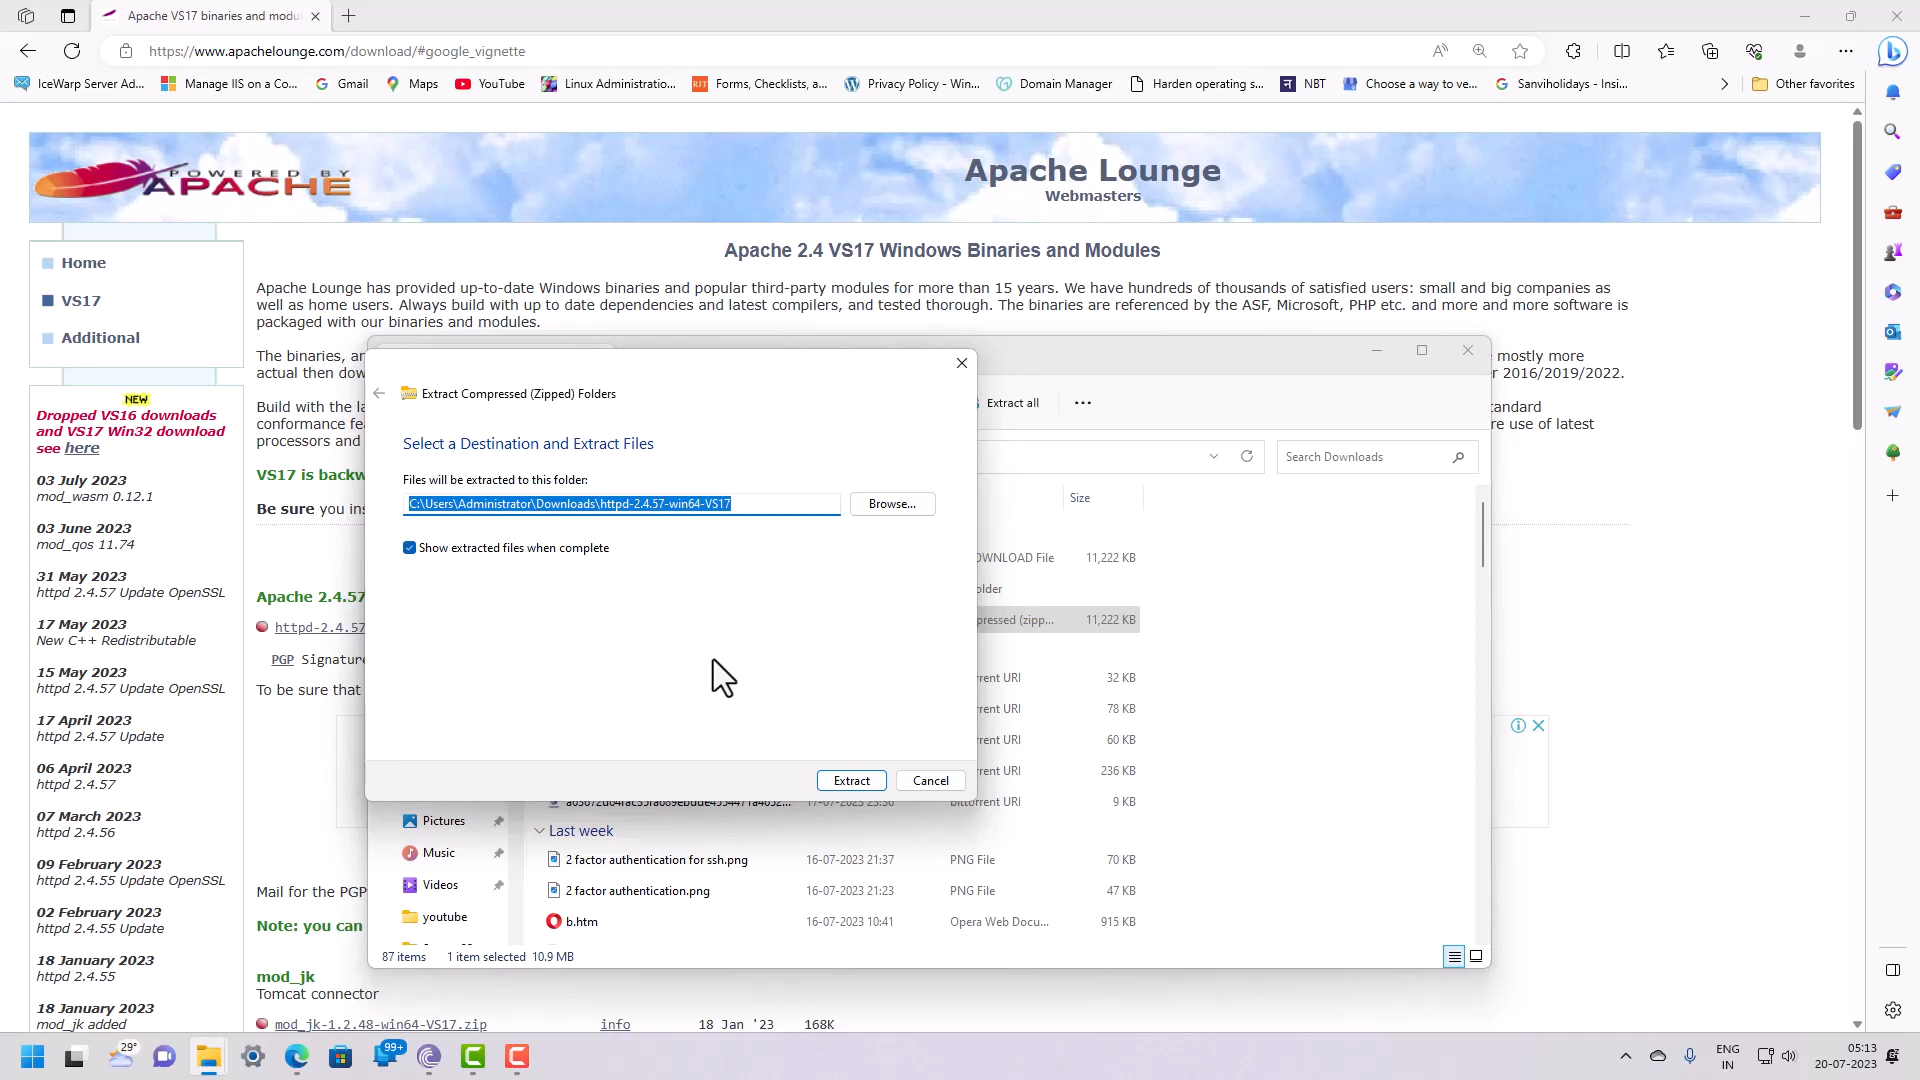 Apache VS17 binaries and modu
https://www.apachelounge.com/download/#google_vignette
IceWarp Server Ad...
Manage IIS on a Co...
Gmail
Maps
YouTube
Linux Administratio...
Forms, Checklists, a...
Privacy Policy - Win...
Domain Manager
Harden operating s...
NBT
Choose a way to ve...
Sanviholidays - Insi...
Other favorites
POWERED BY
APACHE
Apache Lounge
Webmasters
Home
VS17
Additional
NEW
Dropped VS16 downloads
and VS17 Win32 download
see here
03 July 2023
mod_wasm 0.12.1
03 June 2023
mod_qos 11.74
31 May 2023
httpd 2.4.57 Update OpenSSL
17 May 2023
New C++ Redistributable
15 May 2023
httpd 2.4.57 Update OpenSSL
17 April 2023
httpd 2.4.57 Update
06 April 2023
httpd 2.4.57
07 March 2023
httpd 2.4.56
09 February 2023
httpd 2.4.55 Update OpenSSL
02 February 2023
httpd 2.4.55 Update
18 January 2023
httpd 2.4.55
18 January 2023
mod_jk added
Apache 2.4 VS17 Windows Binaries and Modules
Apache Lounge has provided up-to-date Windows binaries and popular third-party modules for more than 15 years. We have hundreds of thousands of satisfied users: small and big companies as
well as home users. Always build with up to date dependencies and latest compilers, and tested thorough. The binaries are referenced by the ASF, Microsoft, PHP etc. and more and more software is
packaged with our binaries and modules.
The binaries, ar mostly more
actual then dow r 2016/2019/2022.
Build with the la tandard
conformance fea re use of latest
processors and
VS17 is backw
Be sure you ins
Apache 2.4.57
httpd-2.4.57
PGP Signature
To be sure that
Mail for the PGP
Note: you can
mod_jk
Tomcat connector
mod_jk-1.2.48-win64-VS17.zip info 18 Jan '23 168K
Extract Compressed (Zipped) Folders
Select a Destination and Extract Files
Files will be extracted to this folder:
C:\Users\Administrator\Downloads\httpd-2.4.57-win64-VS17
Browse...
Show extracted files when complete
Extract
Cancel
Extract all
Search Downloads
Size
OWNLOAD File 11,222 KB
older
pressed (zipp... 11,222 KB
rrent URI 32 KB
rrent URI 78 KB
rrent URI 60 KB
rrent URI 236 KB
bittorrent URI 9 KB
Pictures
Music
Videos
youtube
Last week
2 factor authentication for ssh.png 16-07-2023 21:37 PNG File 70 KB
2 factor authentication.png 16-07-2023 21:23 PNG File 47 KB
b.htm 16-07-2023 10:41 Opera Web Docu... 915 KB
87 items 1 item selected 10.9 MB
29°
99+
ENG
IN
05:13
20-07-2023